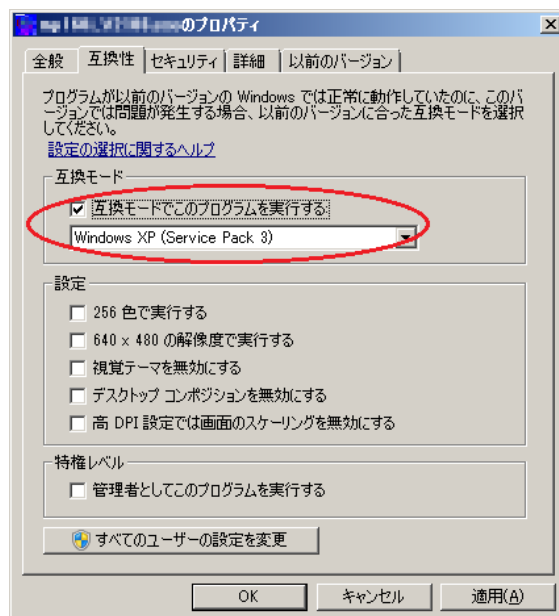 のプロパティ
全般 互換性 セキュリティ 詳細 以前のバージョン
プログラムが以前のバージョンの Windows では正常に動作していたのに、このバ
ージョンでは問題が発生する場合、以前のバージョンに合った互換モードを選択
してください。
設定の選択に関するヘルプ
互換モード
互換モードでこのプログラムを実行する:
Windows XP (Service Pack 3)
設定
256 色で実行する
640 x 480 の解像度で実行する
視覚テーマを無効にする
デスクトップ コンポジションを無効にする
高 DPI 設定では画面のスケーリングを無効にする
特権レベル
管理者としてこのプログラムを実行する
すべてのユーザーの設定を変更
OK キャンセル 適用(A)